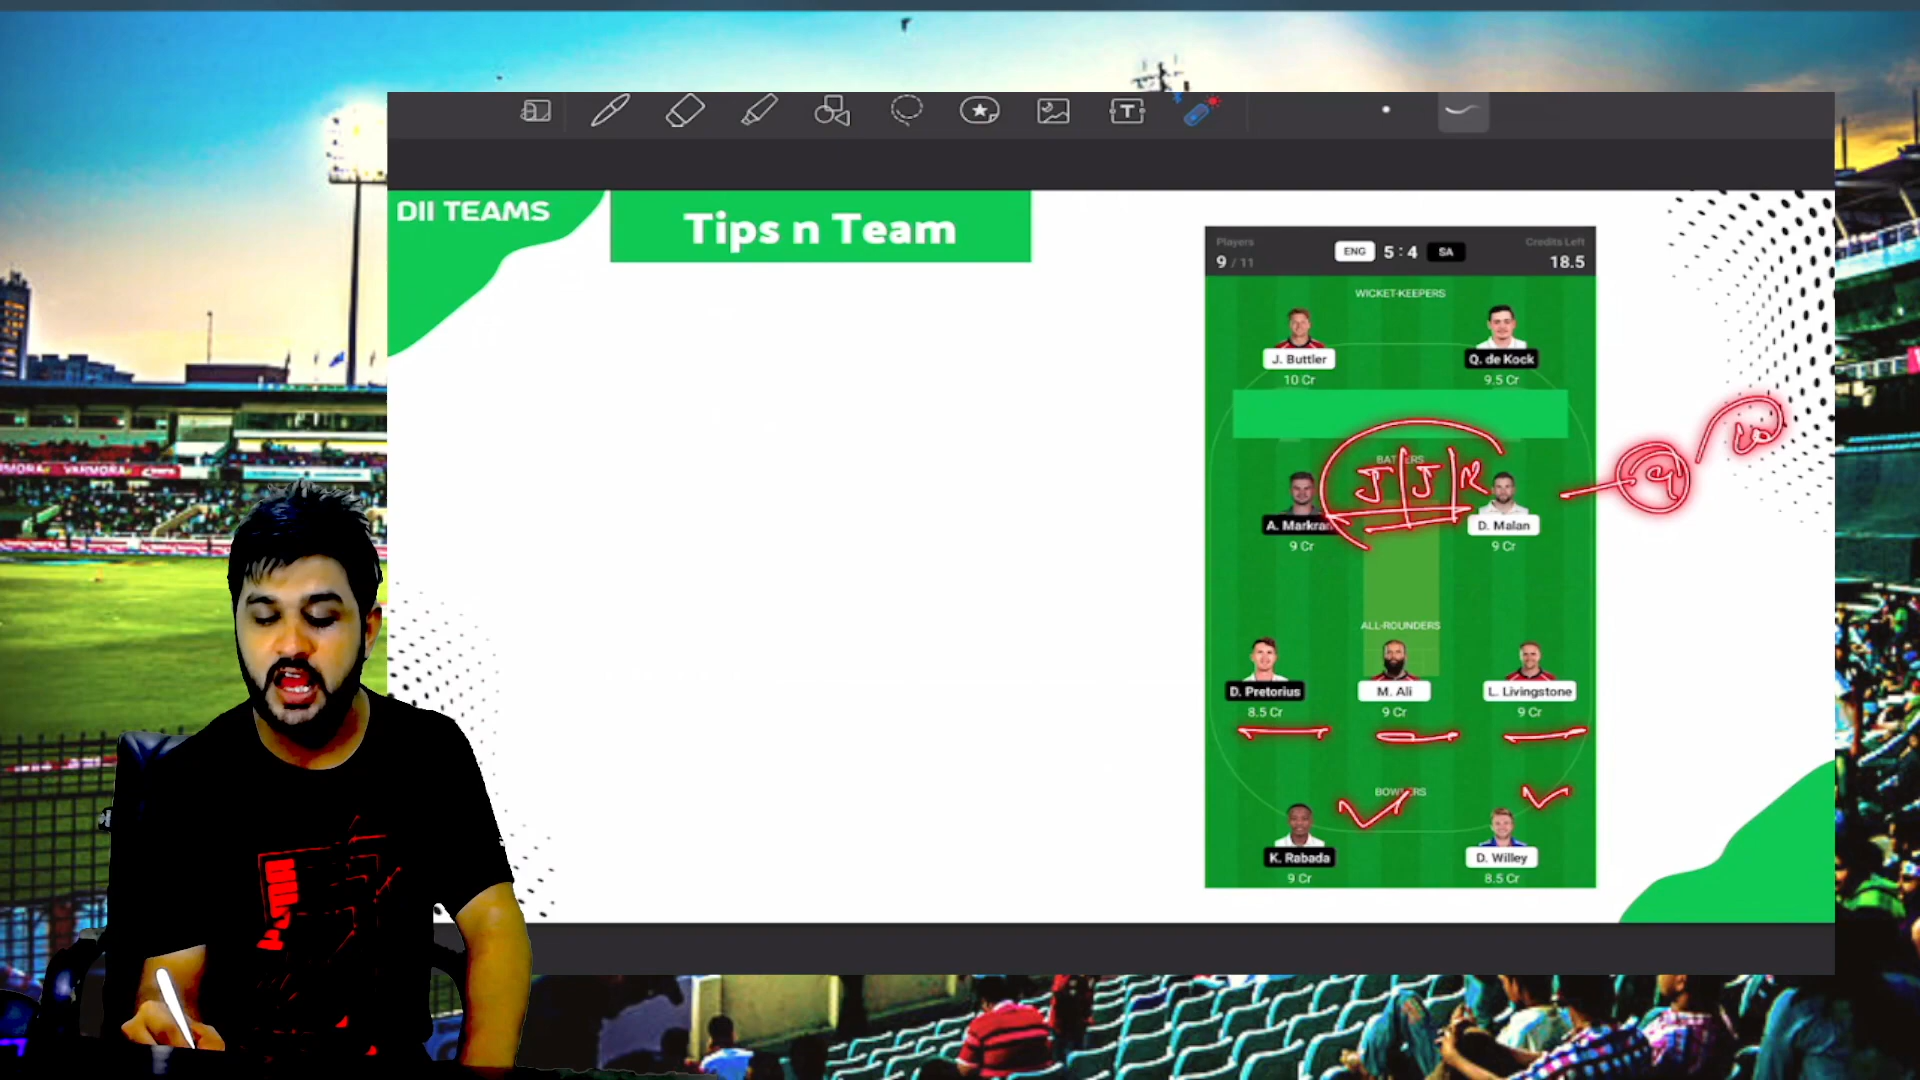 DII TEAMS
Tips n Team
Players
9 / 11
ENG 5 : 4 SA
Credits Left
18.5
WICKET-KEEPERS
J. Buttler
10 Cr
Q. de Kock
9.5 Cr
J | J | R
A. Markram
9 Cr
D. Malan
9 Cr
ALL-ROUNDERS
D. Pretorius
8.5 Cr
M. Ali
9 Cr
L. Livingstone
9 Cr
K. Rabada
9 Cr
D. Willey
8.5 Cr